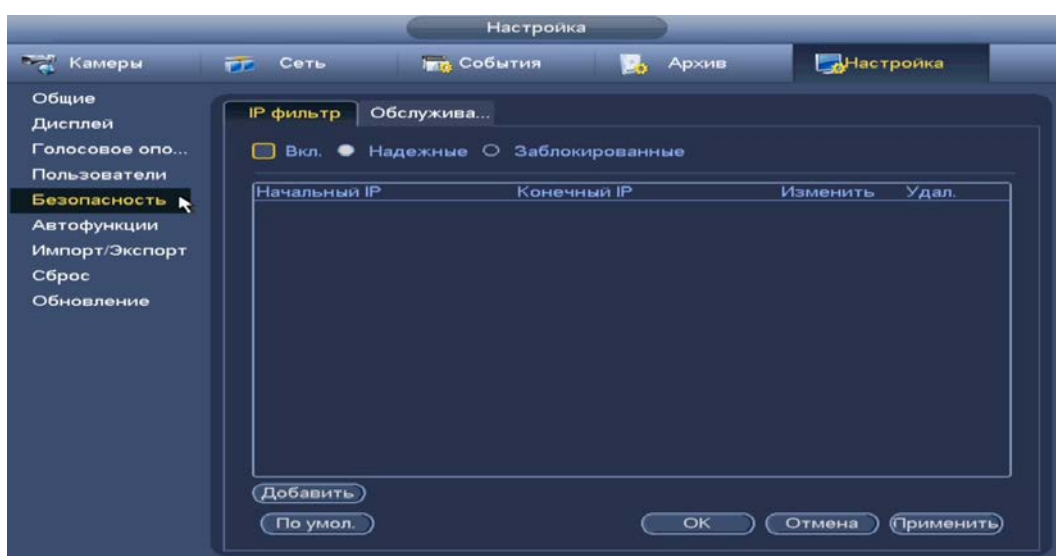 Настройка
Камеры Сеть События Архив Настройка
Общие
Дисплей
Голосовое опо...
Пользователи
Безопасность
Автофункции
Импорт/Экспорт
Сброс
Обновление
IP фильтр Обслужива...
Вкл. Надежные Заблокированные
Начальный IP Конечный IP Изменить Удал.
Добавить
По умол. OK Отмена Применить